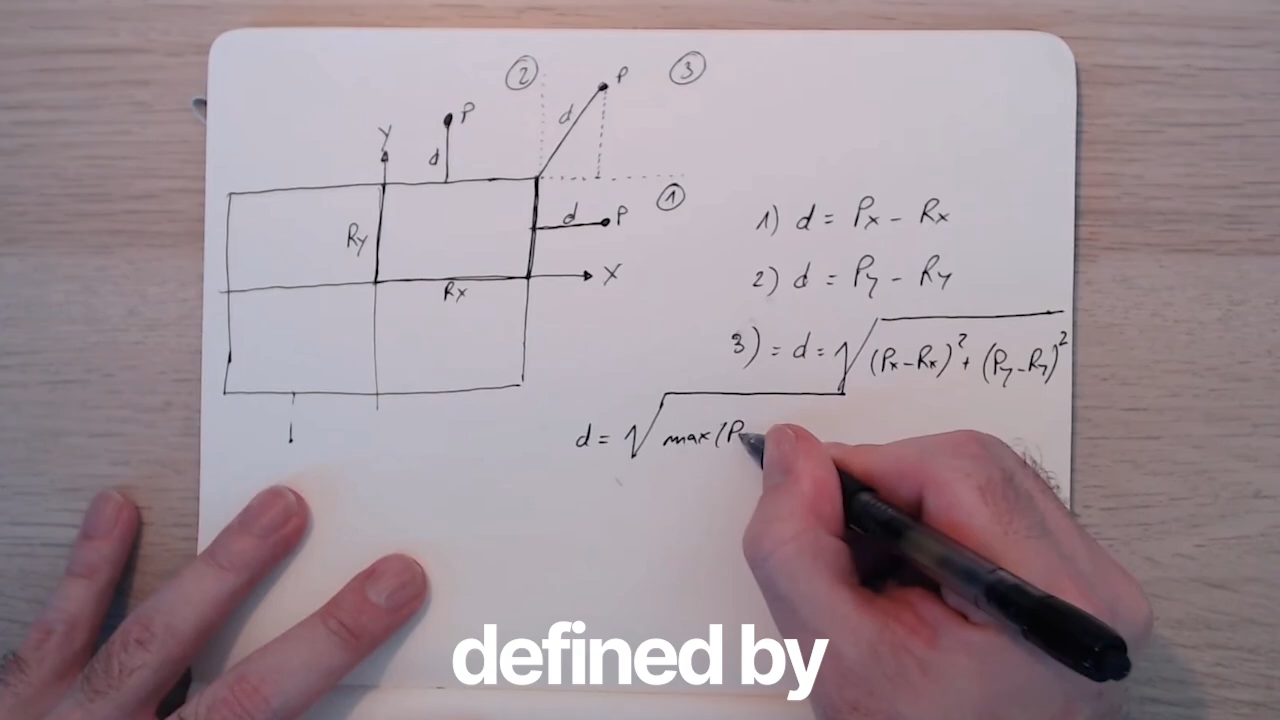 ② P ③
P d
Y d
① 
d P
Ry
X
Rx
1) d = Px - Rx
2) d = Py - Ry
3) = d = √(Px-Rx)² + (Py-Ry)²
d = √max(P
defined by